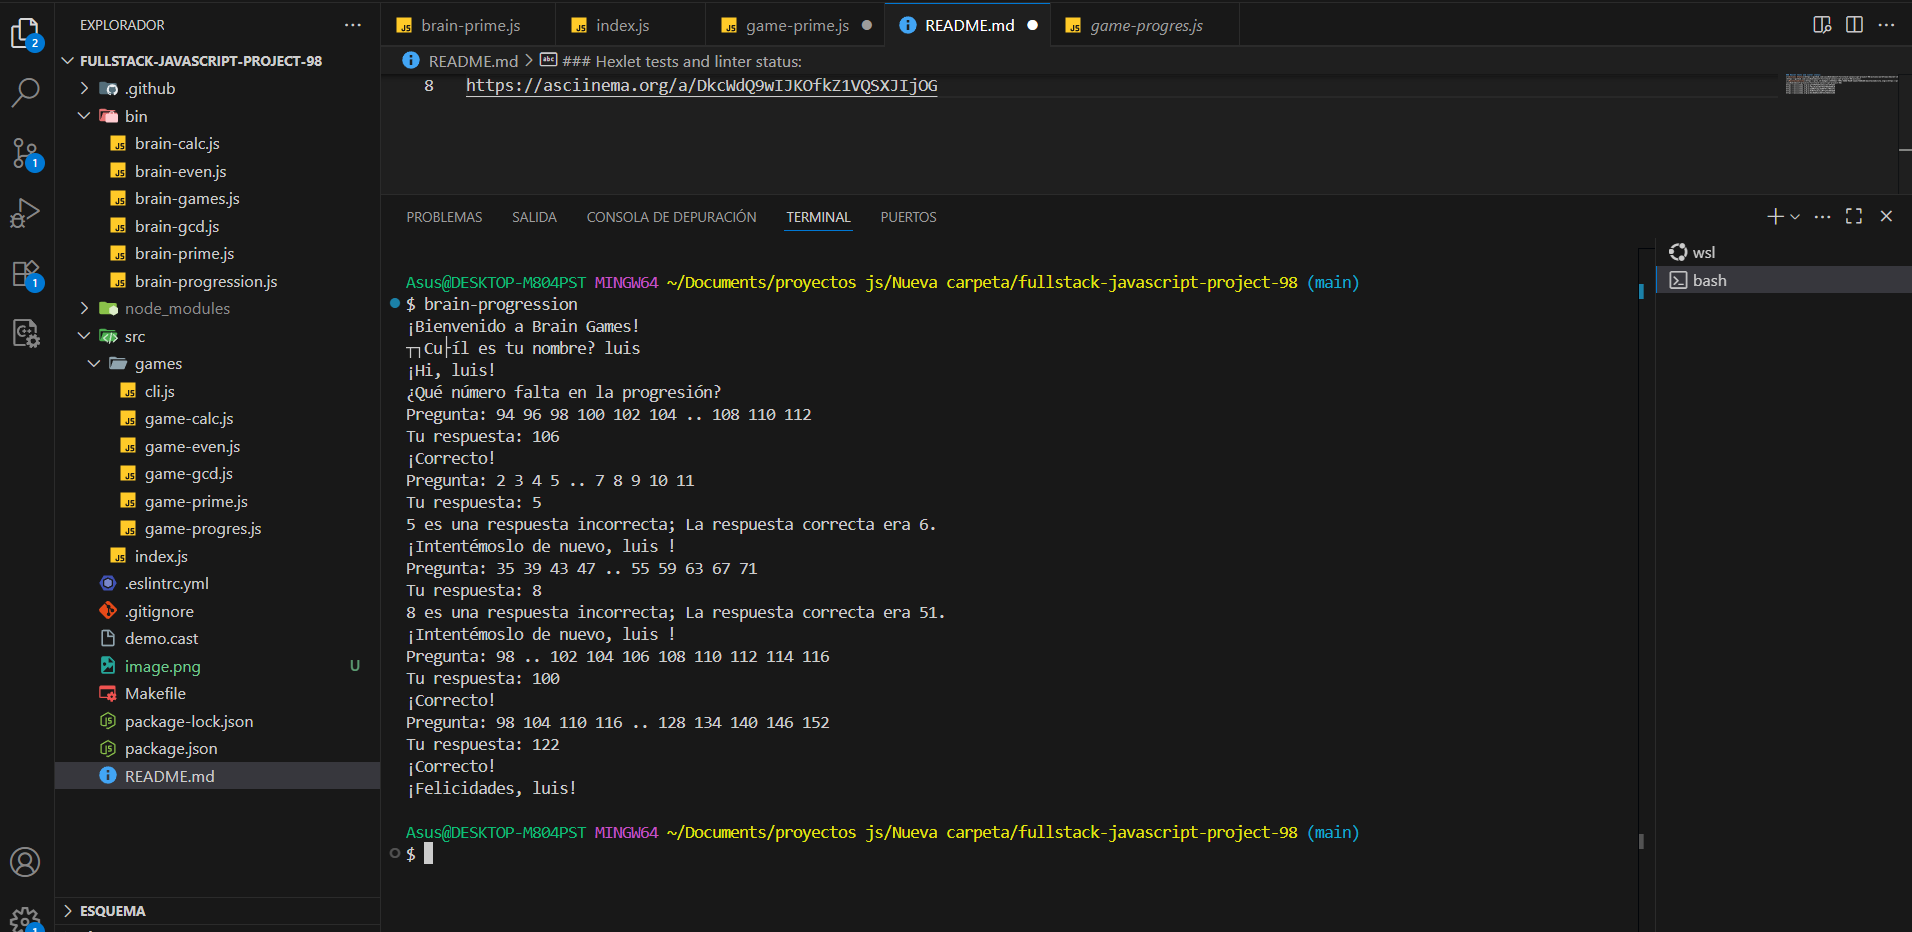 EXPLORADOR
FULLSTACK-JAVASCRIPT-PROJECT-98
.github
bin
brain-calc.js
brain-even.js
brain-games.js
brain-gcd.js
brain-prime.js
brain-progression.js
node_modules
src
games
cli.js
game-calc.js
game-even.js
game-gcd.js
game-prime.js
game-progres.js
index.js
.eslintrc.yml
.gitignore
demo.cast
image.png U
Makefile
package-lock.json
package.json
README.md
ESQUEMA
2
1
1
1
brain-prime.js
index.js
game-prime.js
README.md
game-progres.js
README.md > ### Hexlet tests and linter status:
8 https://asciinema.org/a/DkcWdQ9wIJKOfkZ1VQSXJIjOG
PROBLEMAS SALIDA CONSOLA DE DEPURACIÓN TERMINAL PUERTOS
Asus@DESKTOP-M804PST MINGW64 ~/Documents/proyectos js/Nueva carpeta/fullstack-javascript-project-98 (main)
$ brain-progression
¡Bienvenido a Brain Games!
┬┐Cu├íl es tu nombre? luis
¡Hi, luis!
¿Qué número falta en la progresión?
Pregunta: 94 96 98 100 102 104 .. 108 110 112
Tu respuesta: 106
¡Correcto!
Pregunta: 2 3 4 5 .. 7 8 9 10 11
Tu respuesta: 5
5 es una respuesta incorrecta; La respuesta correcta era 6.
¡Intentémoslo de nuevo, luis !
Pregunta: 35 39 43 47 .. 55 59 63 67 71
Tu respuesta: 8
8 es una respuesta incorrecta; La respuesta correcta era 51.
¡Intentémoslo de nuevo, luis !
Pregunta: 98 .. 102 104 106 108 110 112 114 116
Tu respuesta: 100
¡Correcto!
Pregunta: 98 104 110 116 .. 128 134 140 146 152
Tu respuesta: 122
¡Correcto!
¡Felicidades, luis!
Asus@DESKTOP-M804PST MINGW64 ~/Documents/proyectos js/Nueva carpeta/fullstack-javascript-project-98 (main)
$
wsl
bash